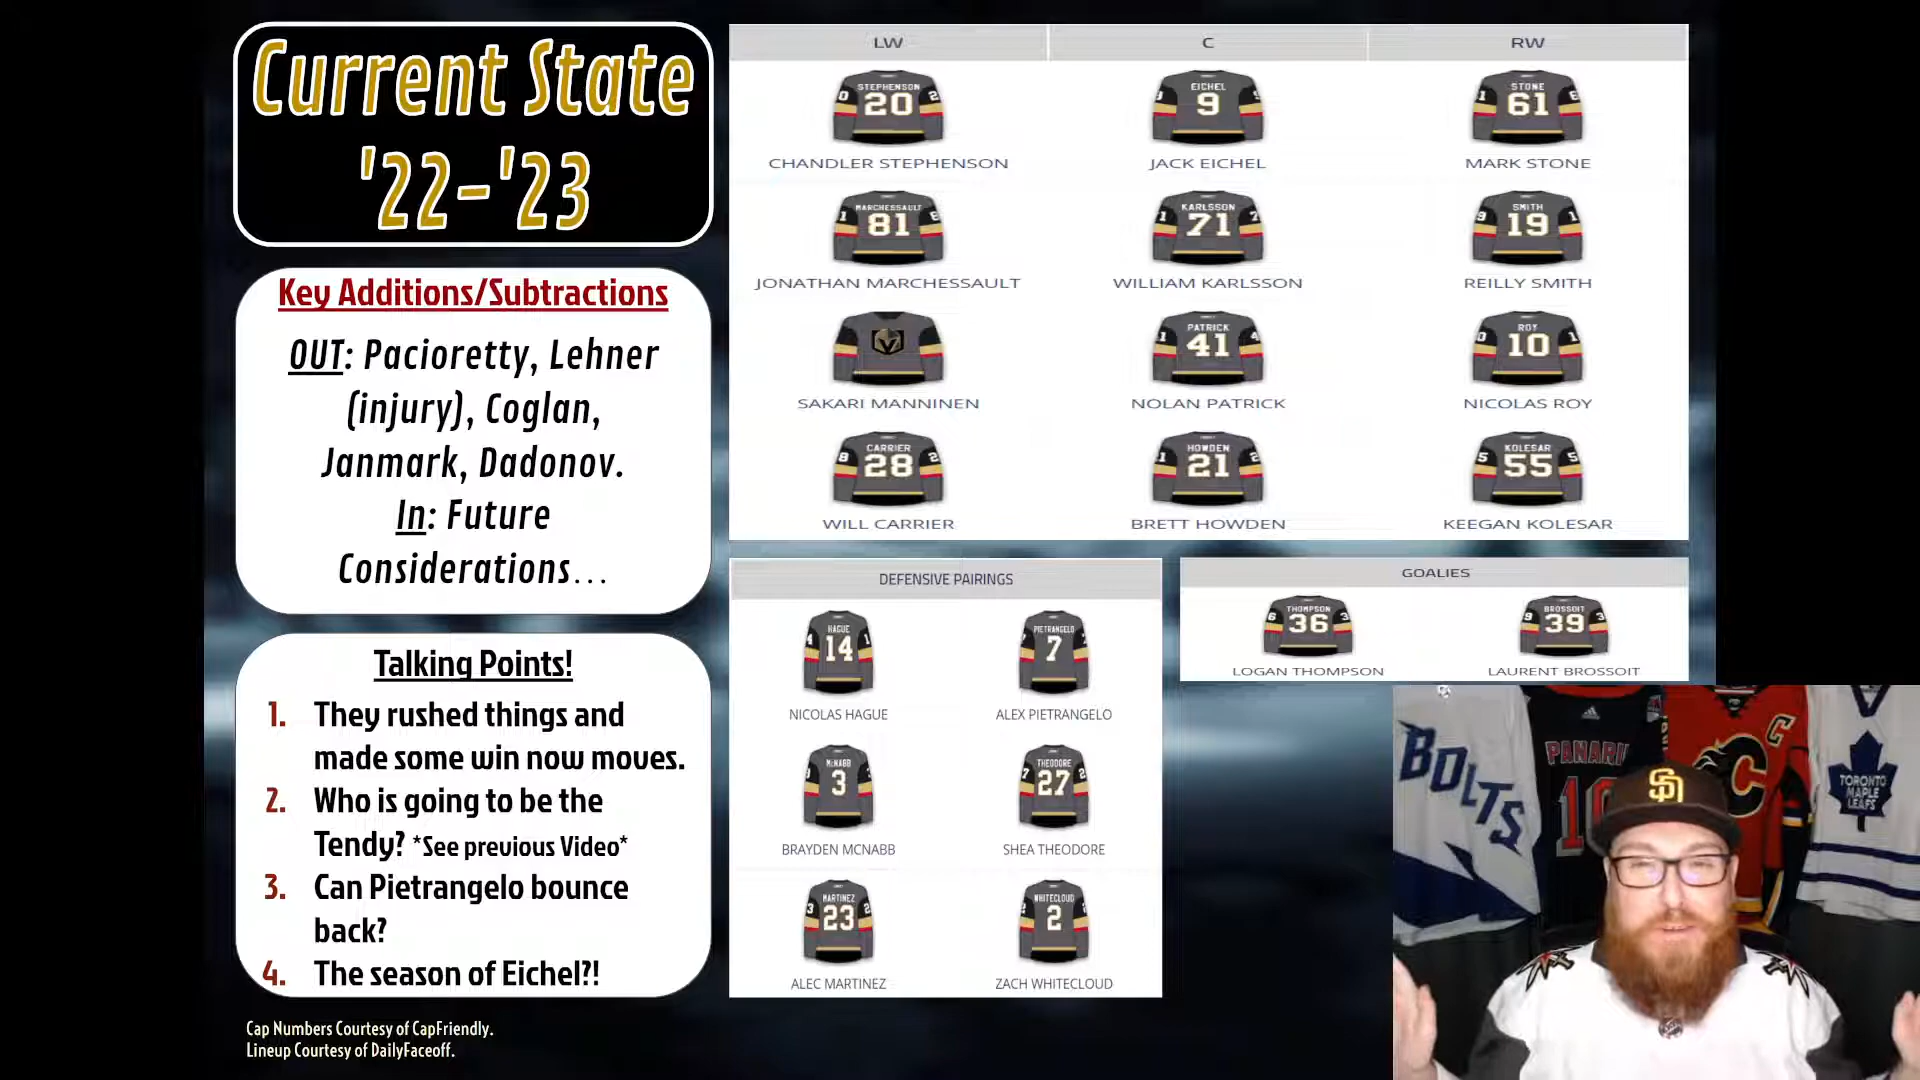 Current State
'22-'23
Key Additions/Subtractions
OUT: Pacioretty, Lehner
(injury), Coglan,
Janmark, Dadonov.
In: Future
Considerations...
Talking Points!
1. They rushed things and
made some win now moves.
2. Who is going to be the
Tendy? *See previous Video*
3. Can Pietrangelo bounce
back?
4. The season of Eichel?!
Cap Numbers Courtesy of CapFriendly.
Lineup Courtesy of DailyFaceoff.
LW C RW
STEPHENSON 20 EICHEL 9 STONE 61
CHANDLER STEPHENSON JACK EICHEL MARK STONE
MARCHESSAULT 81 KARLSSON 71 SMITH 19
JONATHAN MARCHESSAULT WILLIAM KARLSSON REILLY SMITH
PATRICK 41 ROY 10
SAKARI MANNINEN NOLAN PATRICK NICOLAS ROY
CARRIER 28 HOWDEN 21 KOLESAR 55
WILL CARRIER BRETT HOWDEN KEEGAN KOLESAR
DEFENSIVE PAIRINGS
HAGUE 14 PIETRANGELO 7
NICOLAS HAGUE ALEX PIETRANGELO
MCNABB 3 THEODORE 27
BRAYDEN MCNABB SHEA THEODORE
MARTINEZ 23 WHITECLOUD 2
ALEC MARTINEZ ZACH WHITECLOUD
GOALIES
THOMPSON 36 BROSSOIT 39
LOGAN THOMPSON LAURENT BROSSOIT
BOLTS
PANARI
10
C
C
TORONTO
MAPLE
LEAFS
SD